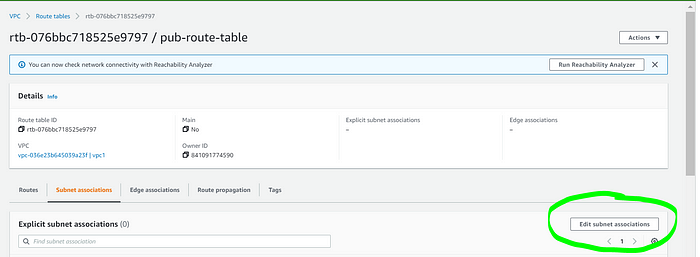 VPC > Route tables > rtb-076bbc718525e9797
rtb-076bbc718525e9797 / pub-route-table
Actions
You can now check network connectivity with Reachability Analyzer
Run Reachability Analyzer
Details Info
Route table ID
rtb-076bbc718525e9797
Main
No
Explicit subnet associations
–
Edge associations
–
VPC
vpc-036e23b645039a23f | vpc1
Owner ID
841091774590
Routes Subnet associations Edge associations Route propagation Tags
Explicit subnet associations (0)
Edit subnet associations
Find subnet association
< 1 >